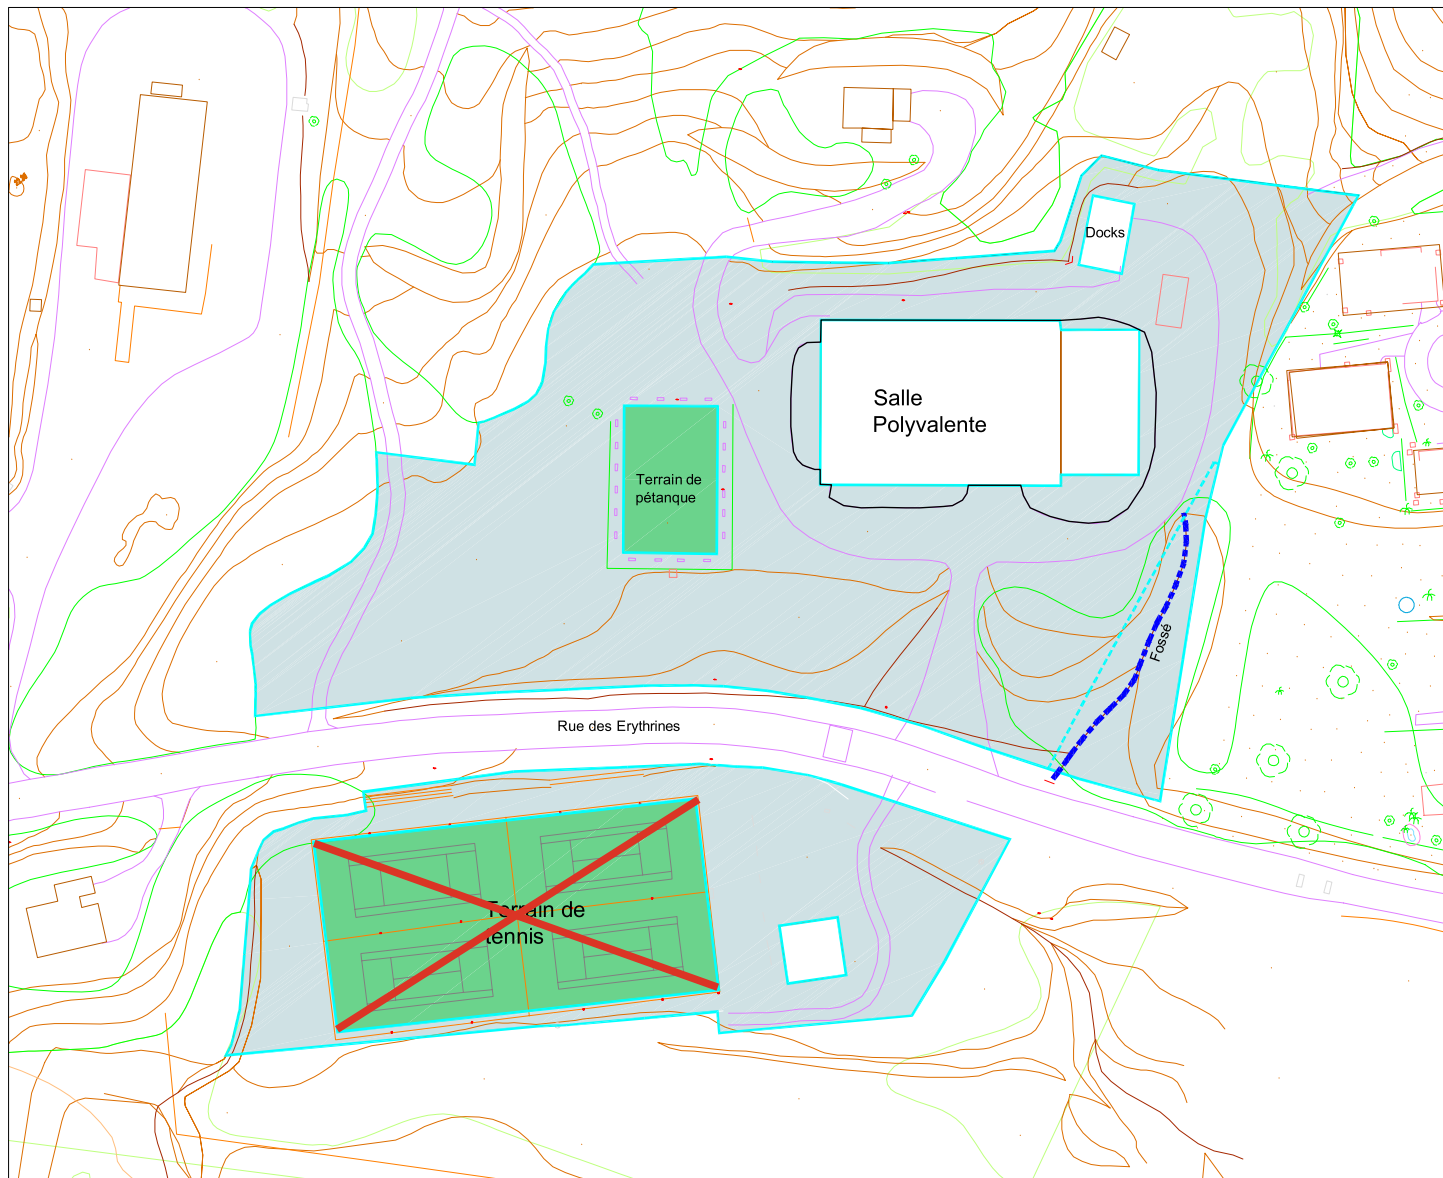 Docks
Salle
Polyvalente
Terrain de
pétanque
Fossé
Rue des Erythrines
Terrain de
tennis